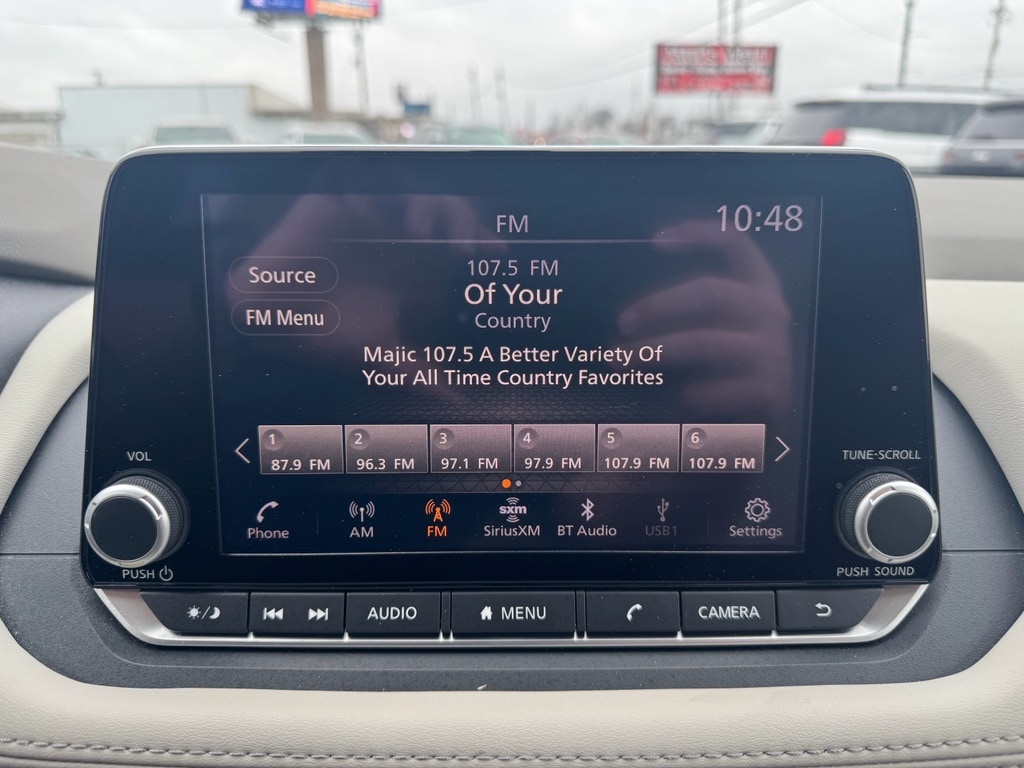 FM
10:48
Source
FM Menu
107.5 FM
Of Your
Country
Majic 107.5 A Better Variety Of
Your All Time Country Favorites
1 2 3 4 5 6
87.9 FM 96.3 FM 97.1 FM 97.9 FM 107.9 FM 107.9 FM
VOL
TUNE-SCROLL
sxm
Phone AM FM SiriusXM BT Audio USB1 Settings
PUSH
PUSH SOUND
AUDIO MENU CAMERA